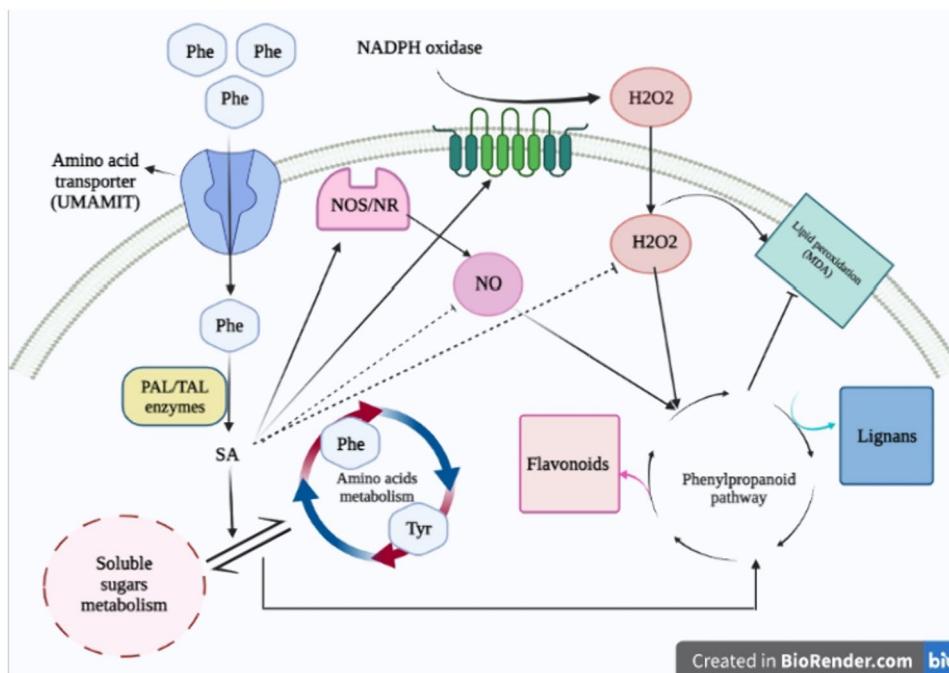 Phe
Phe
Phe
NADPH oxidase
H2O2
Amino acid
transporter
(UMAMIT)
NOS/NR
H2O2
Lipid peroxidation
(MDA)
NO
Phe
PAL/TAL
enzymes
SA
Phe
Amino acids
metabolism
Tyr
Flavonoids
Phenylpropanoid
pathway
Lignans
Soluble
sugars
metabolism
Created in BioRender.com